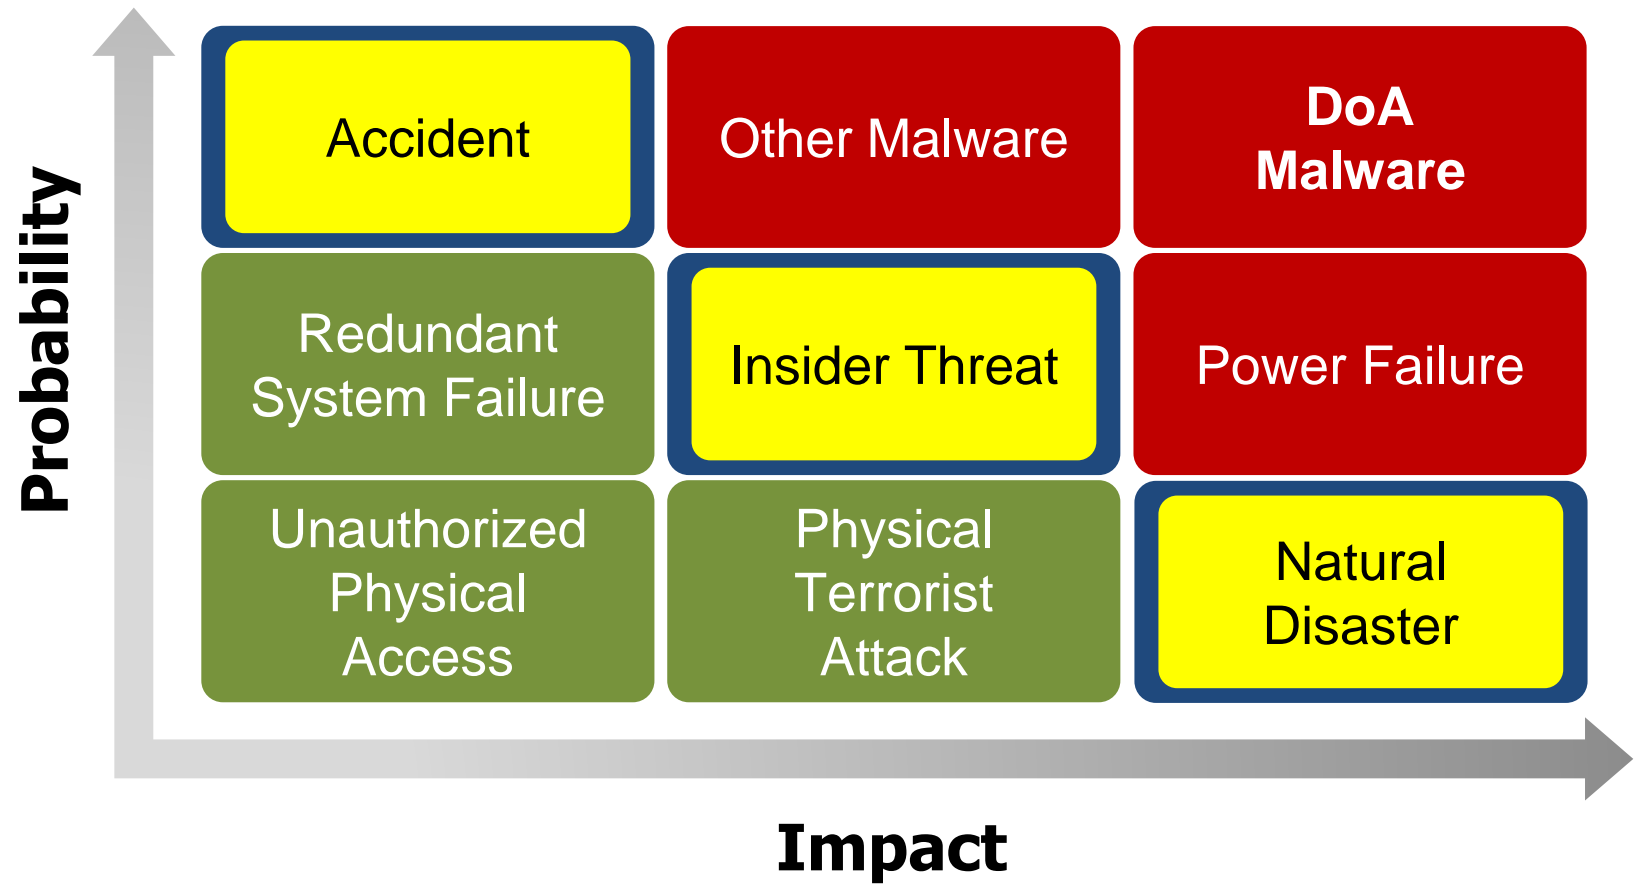 Probability
Accident
Other Malware
DoA
Malware
Redundant
System Failure
Insider Threat
Power Failure
Unauthorized
Physical
Access
Physical
Terrorist
Attack
Natural
Disaster
Impact